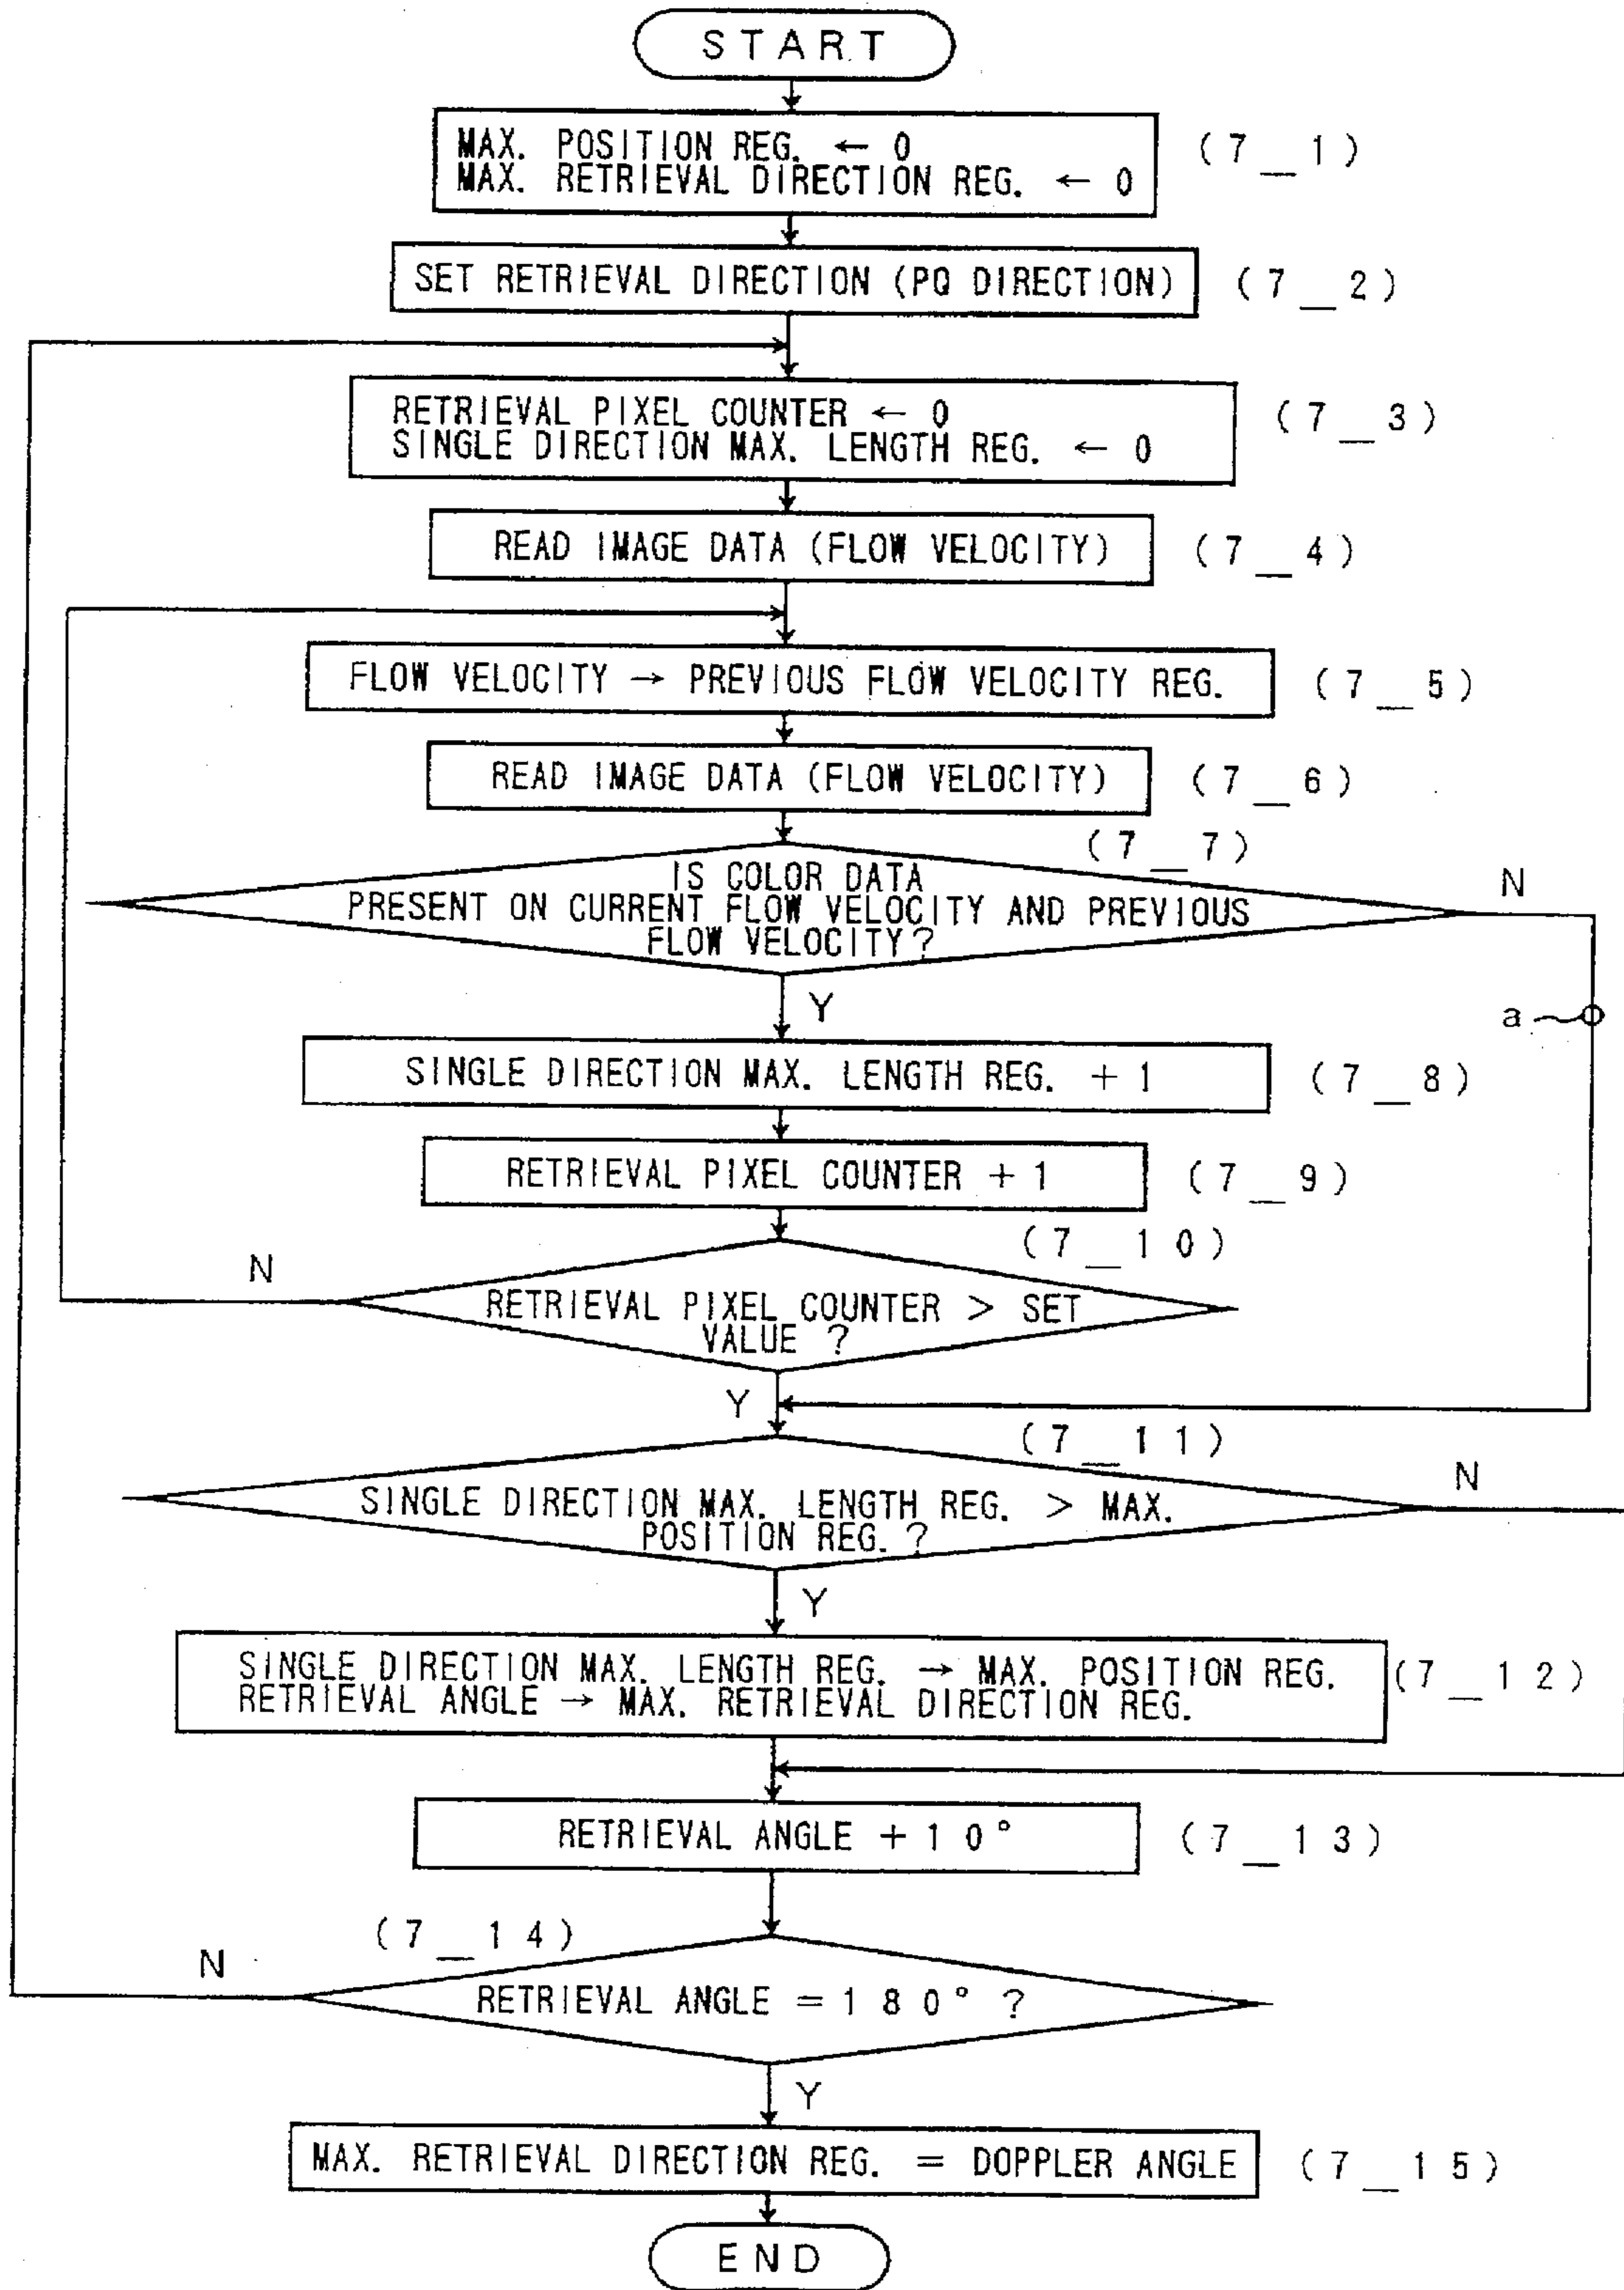 START
MAX. POSITION REG. ← 0
MAX. RETRIEVAL DIRECTION REG. ← 0
(7_1)
SET RETRIEVAL DIRECTION (PQ DIRECTION)
(7_2)
RETRIEVAL PIXEL COUNTER ← 0
SINGLE DIRECTION MAX. LENGTH REG. ← 0
(7_3)
READ IMAGE DATA (FLOW VELOCITY)
(7_4)
FLOW VELOCITY → PREVIOUS FLOW VELOCITY REG.
(7_5)
READ IMAGE DATA (FLOW VELOCITY)
(7_6)
(7_7)
IS COLOR DATA
PRESENT ON CURRENT FLOW VELOCITY AND PREVIOUS
FLOW VELOCITY?
N
Y
a
SINGLE DIRECTION MAX. LENGTH REG. + 1
(7_8)
RETRIEVAL PIXEL COUNTER + 1
(7_9)
(7_10)
N
RETRIEVAL PIXEL COUNTER > SET
VALUE ?
Y
(7_11)
N
SINGLE DIRECTION MAX. LENGTH REG. > MAX.
POSITION REG. ?
Y
SINGLE DIRECTION MAX. LENGTH REG. → MAX. POSITION REG.
RETRIEVAL ANGLE → MAX. RETRIEVAL DIRECTION REG.
(7_12)
RETRIEVAL ANGLE + 10°
(7_13)
(7_14)
N
RETRIEVAL ANGLE = 180° ?
Y
MAX. RETRIEVAL DIRECTION REG. = DOPPLER ANGLE
(7_15)
END